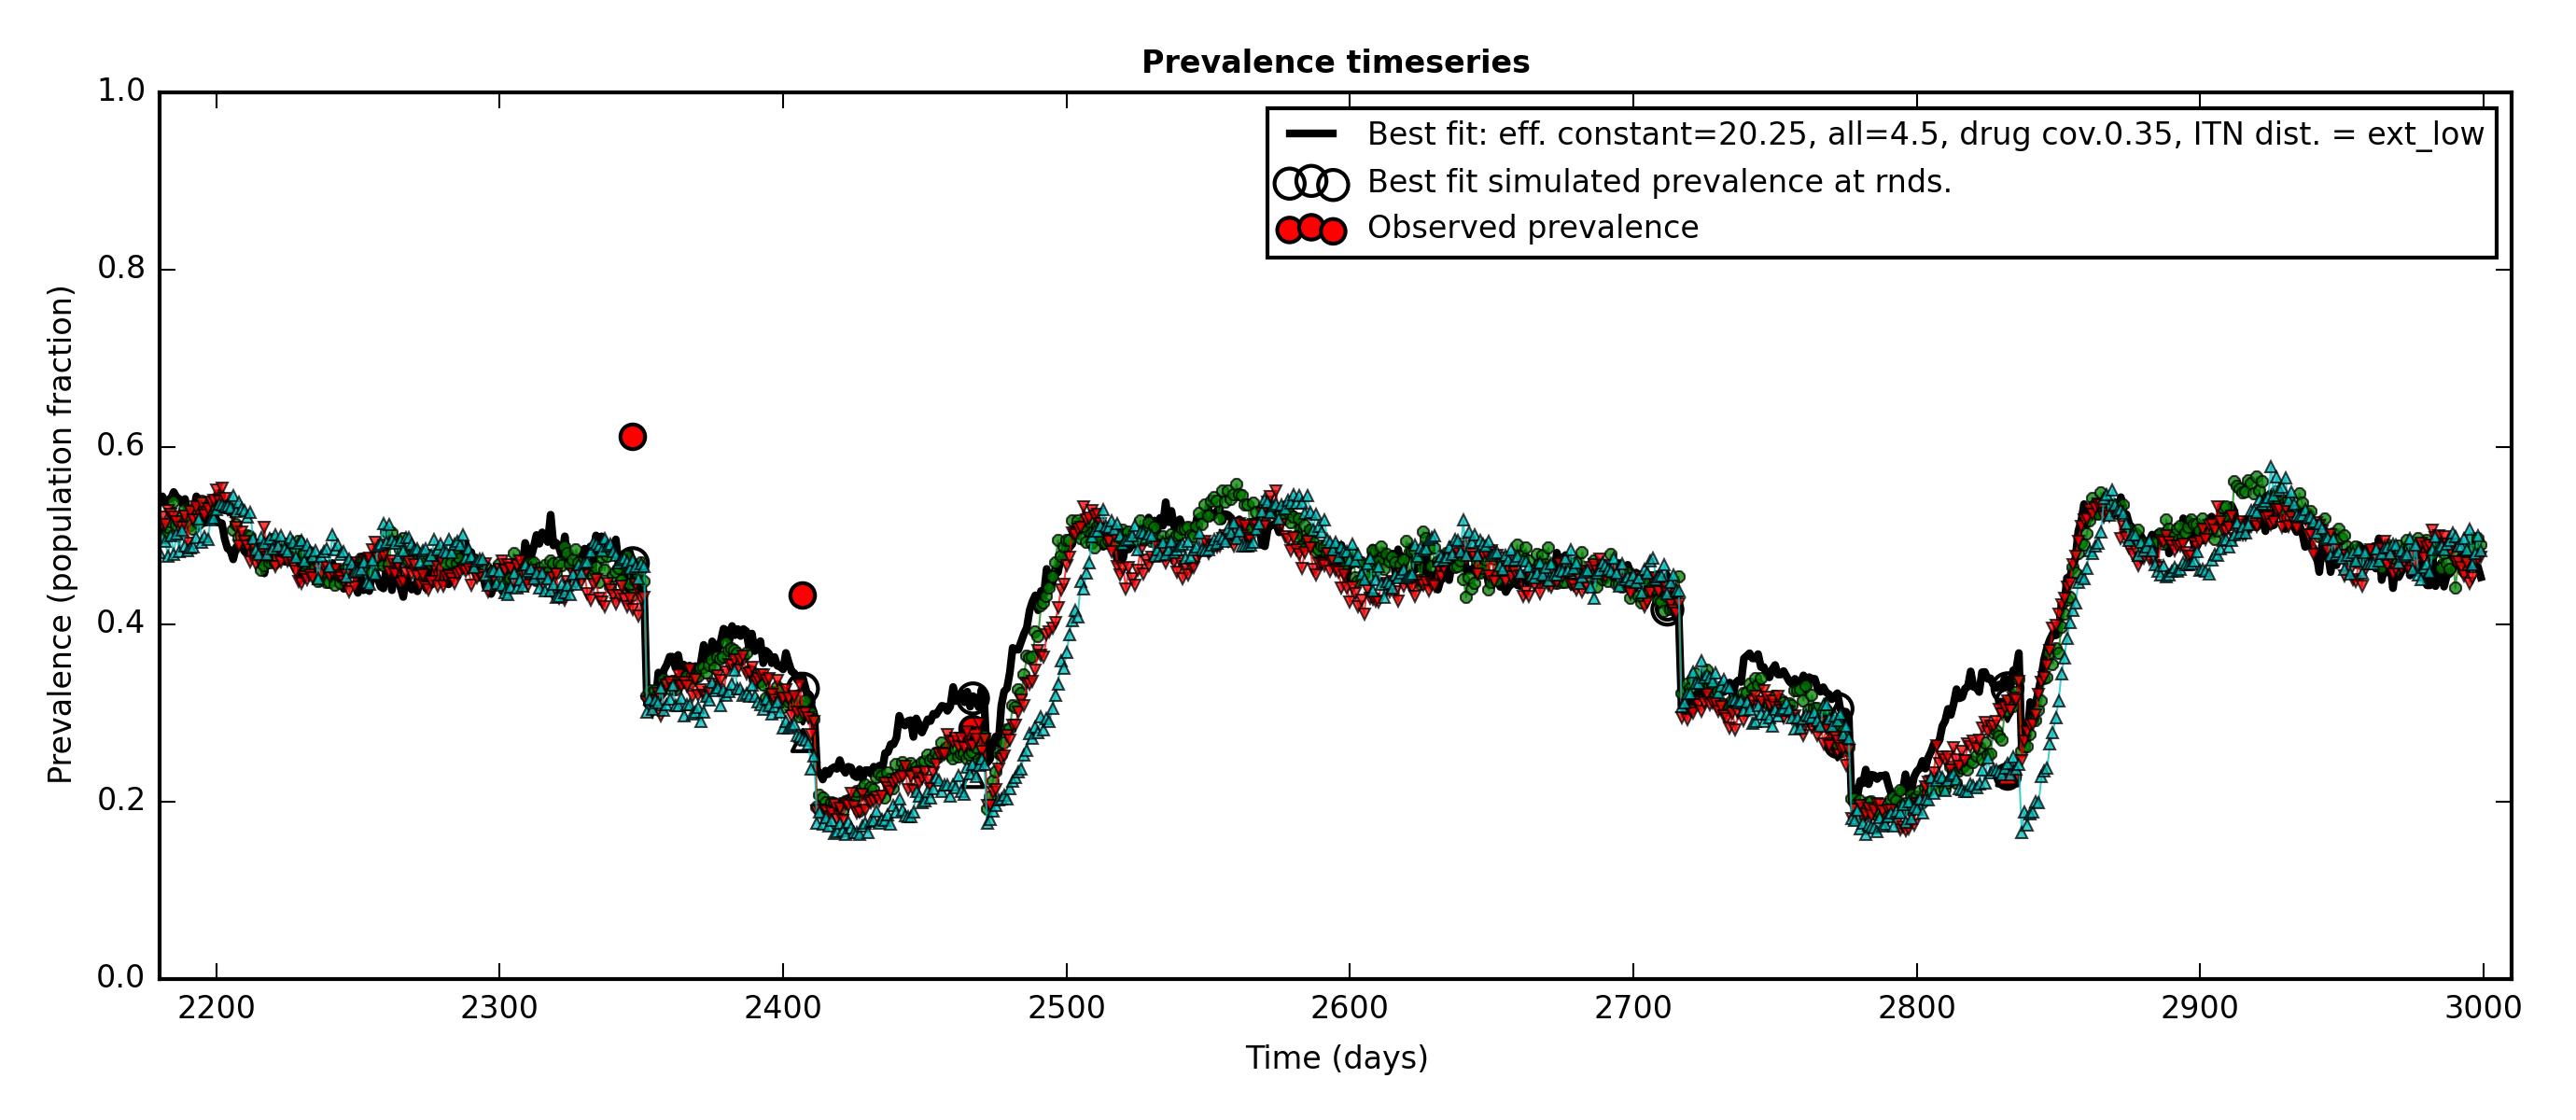 Prevalence timeseries
Best fit: eff. constant=20.25, all=4.5, drug cov.0.35, ITN dist. = ext_low
Best fit simulated prevalence at rnds.
Observed prevalence
Prevalence (population fraction)
1.0
0.8
0.6
0.4
0.2
0.0
2200 2300 2400 2500 2600 2700 2800 2900 3000
Time (days)